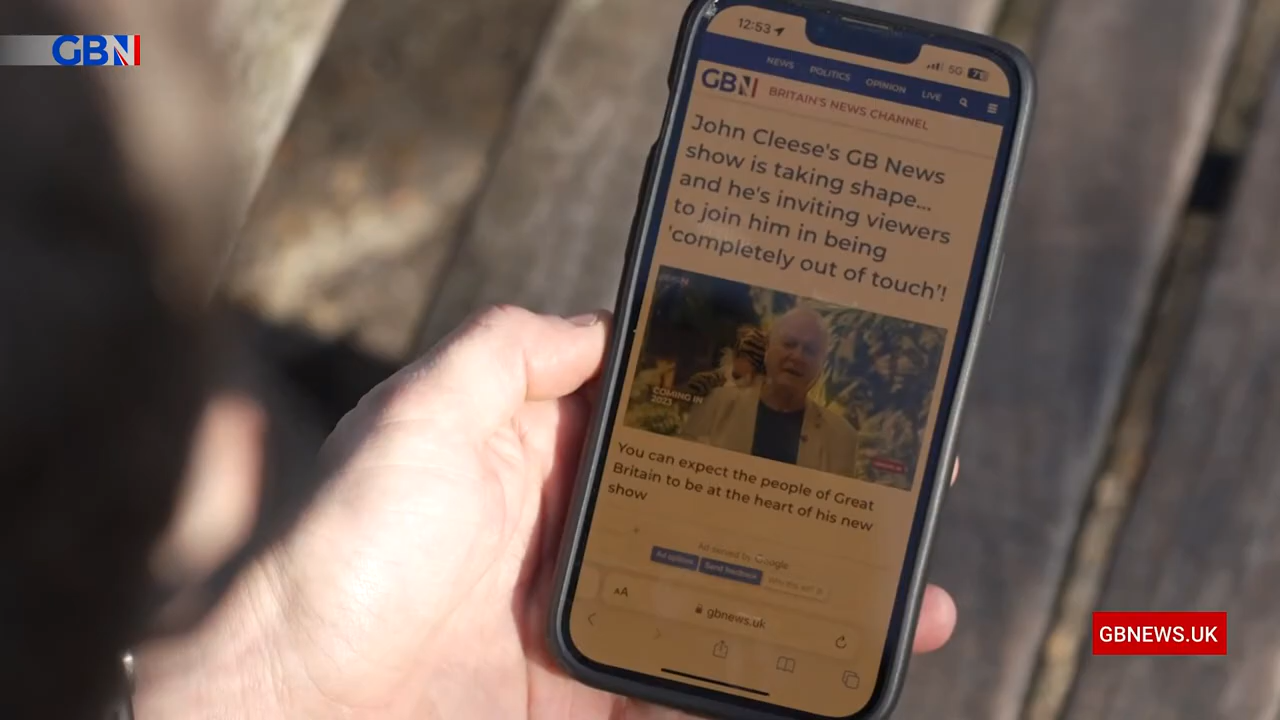 GBN
12:53
5G
NEWS POLITICS OPINION LIVE
GBN BRITAIN'S NEWS CHANNEL
John Cleese's GB News
show is taking shape...
and he's inviting viewers
to join him in being
'completely out of touch'!
COMING IN
2023
You can expect the people of Great
Britain to be at the heart of his new
show
Ad served by Google
Ad options Send feedback Why this ad?
AA
gbnews.uk
GBNEWS.UK